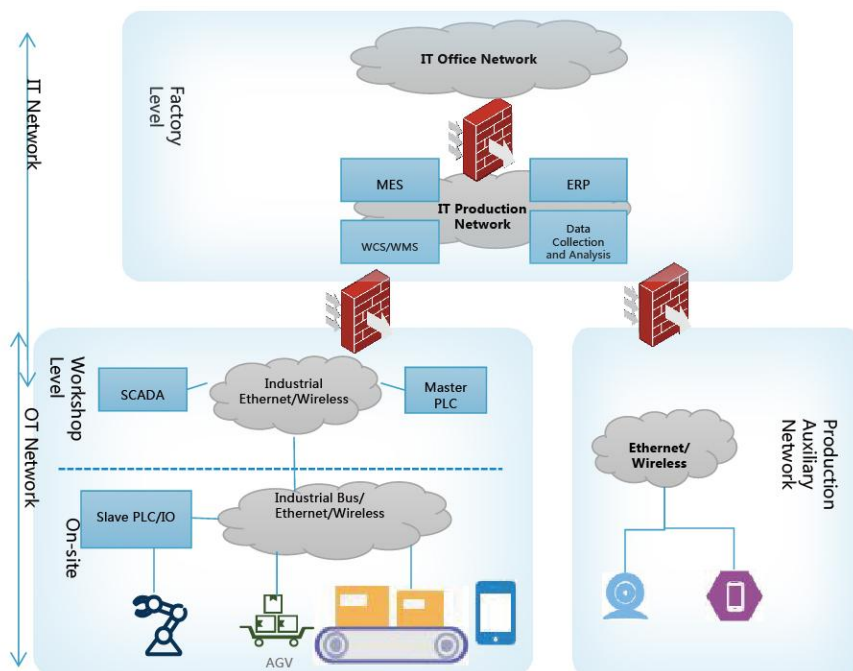 IT Network
Factory
Level
IT Office Network
MES
ERP
IT Production
Network
WCS/WMS
Data
Collection
and Analysis
OT Network
Workshop
Level
SCADA
Industrial
Ethernet/Wireless
Master
PLC
On-site
Slave PLC/IO
Industrial Bus/
Ethernet/Wireless
AGV
Production
Auxiliary
Network
Ethernet/
Wireless